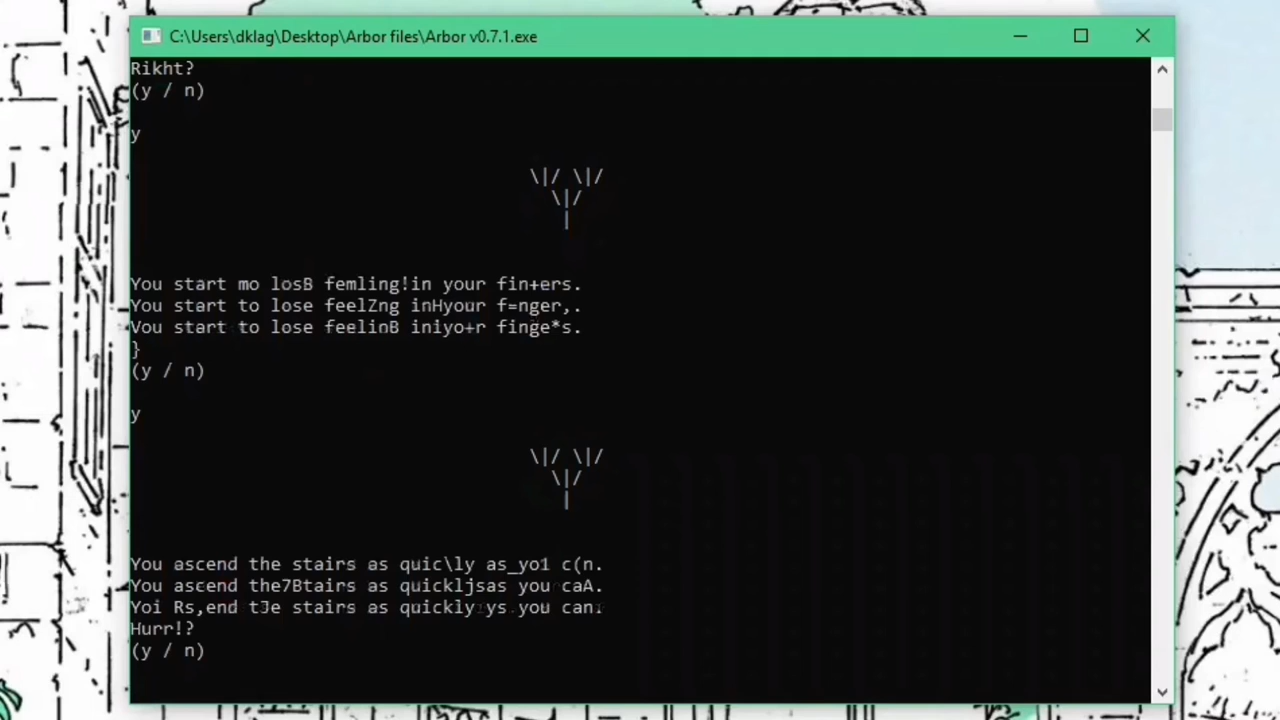 C:\Users\dklag\Desktop\Arbor files\Arbor v0.7.1.exe
Rikht?
(y / n)
y
\|/ \|/
\|/
|
You start mo losB femling!in your fin+ers.
You start to lose feelZng inHyour f=nger,.
Vou start to lose feelinB iniyo+r finge*s.
}
(y / n)
y
\|/ \|/
\|/
|
You ascend the stairs as quic\ly as_yo1 c(n.
You ascend the7Btairs as quickljsas you caA.
Yoi Rs,end tJe stairs as quickly ys you can:
Hurr!?
(y / n)